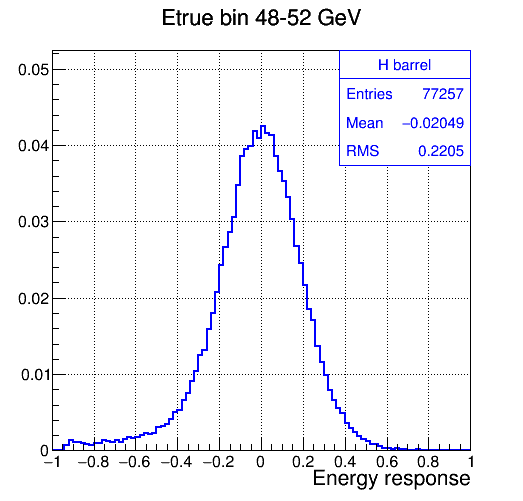 Etrue bin 48-52 GeV
H barrel
Entries 77257
Mean −0.02049
RMS 0.2205
0.05
0.04
0.03
0.02
0.01
0
−1 −0.8 −0.6 −0.4 −0.2 0 0.2 0.4 0.6 0.8 1
Energy response